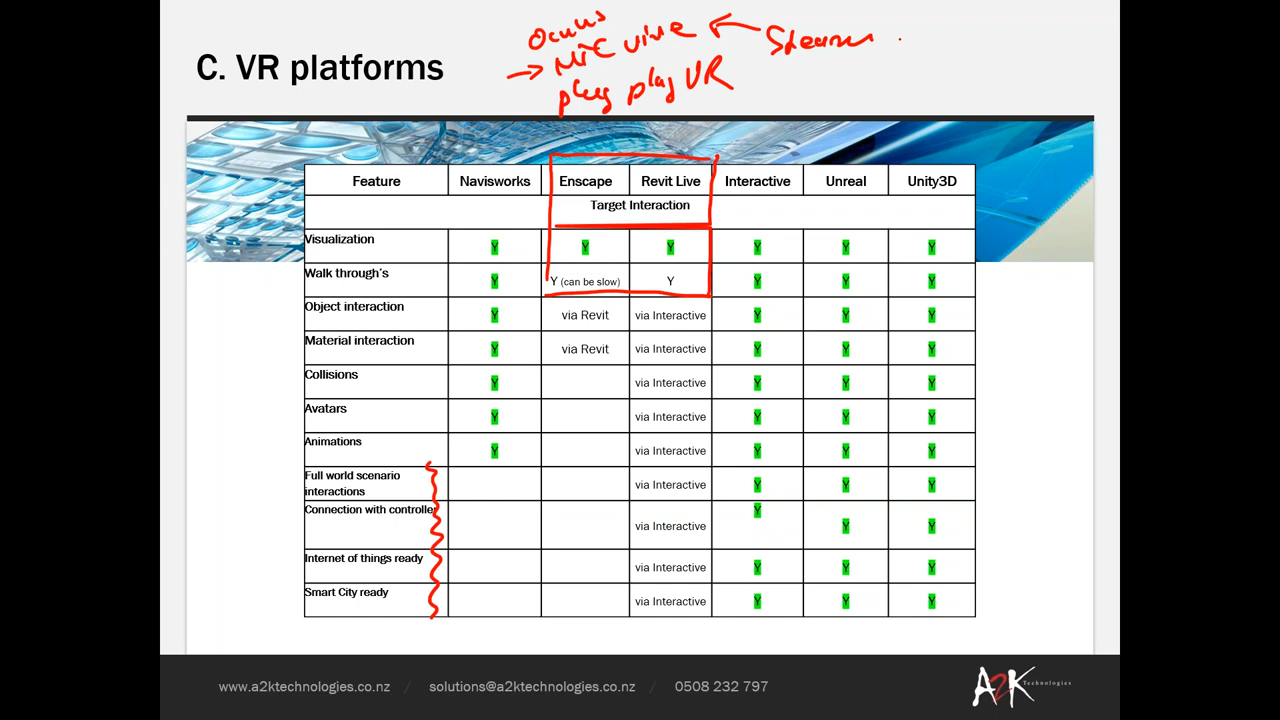 Oculus
HTC vive Steam
plug play VR
C. VR platforms
Feature Navisworks Enscape Revit Live Interactive Unreal Unity3D
Target Interaction
Visualization Y Y Y Y Y Y
Walk through's Y Y (can be slow) Y Y Y Y
Object interaction Y via Revit via Interactive Y Y Y
Material interaction Y via Revit via Interactive Y Y Y
Collisions Y via Interactive Y Y Y
Avatars Y via Interactive Y Y Y
Animations Y via Interactive Y Y Y
Full world scenario
interactions via Interactive Y Y Y
Connection with controller via Interactive Y Y Y
Internet of things ready via Interactive Y Y Y
Smart City ready via Interactive Y Y Y
www.a2ktechnologies.co.nz / solutions@a2ktechnologies.co.nz / 0508 232 797
A2K Technologies